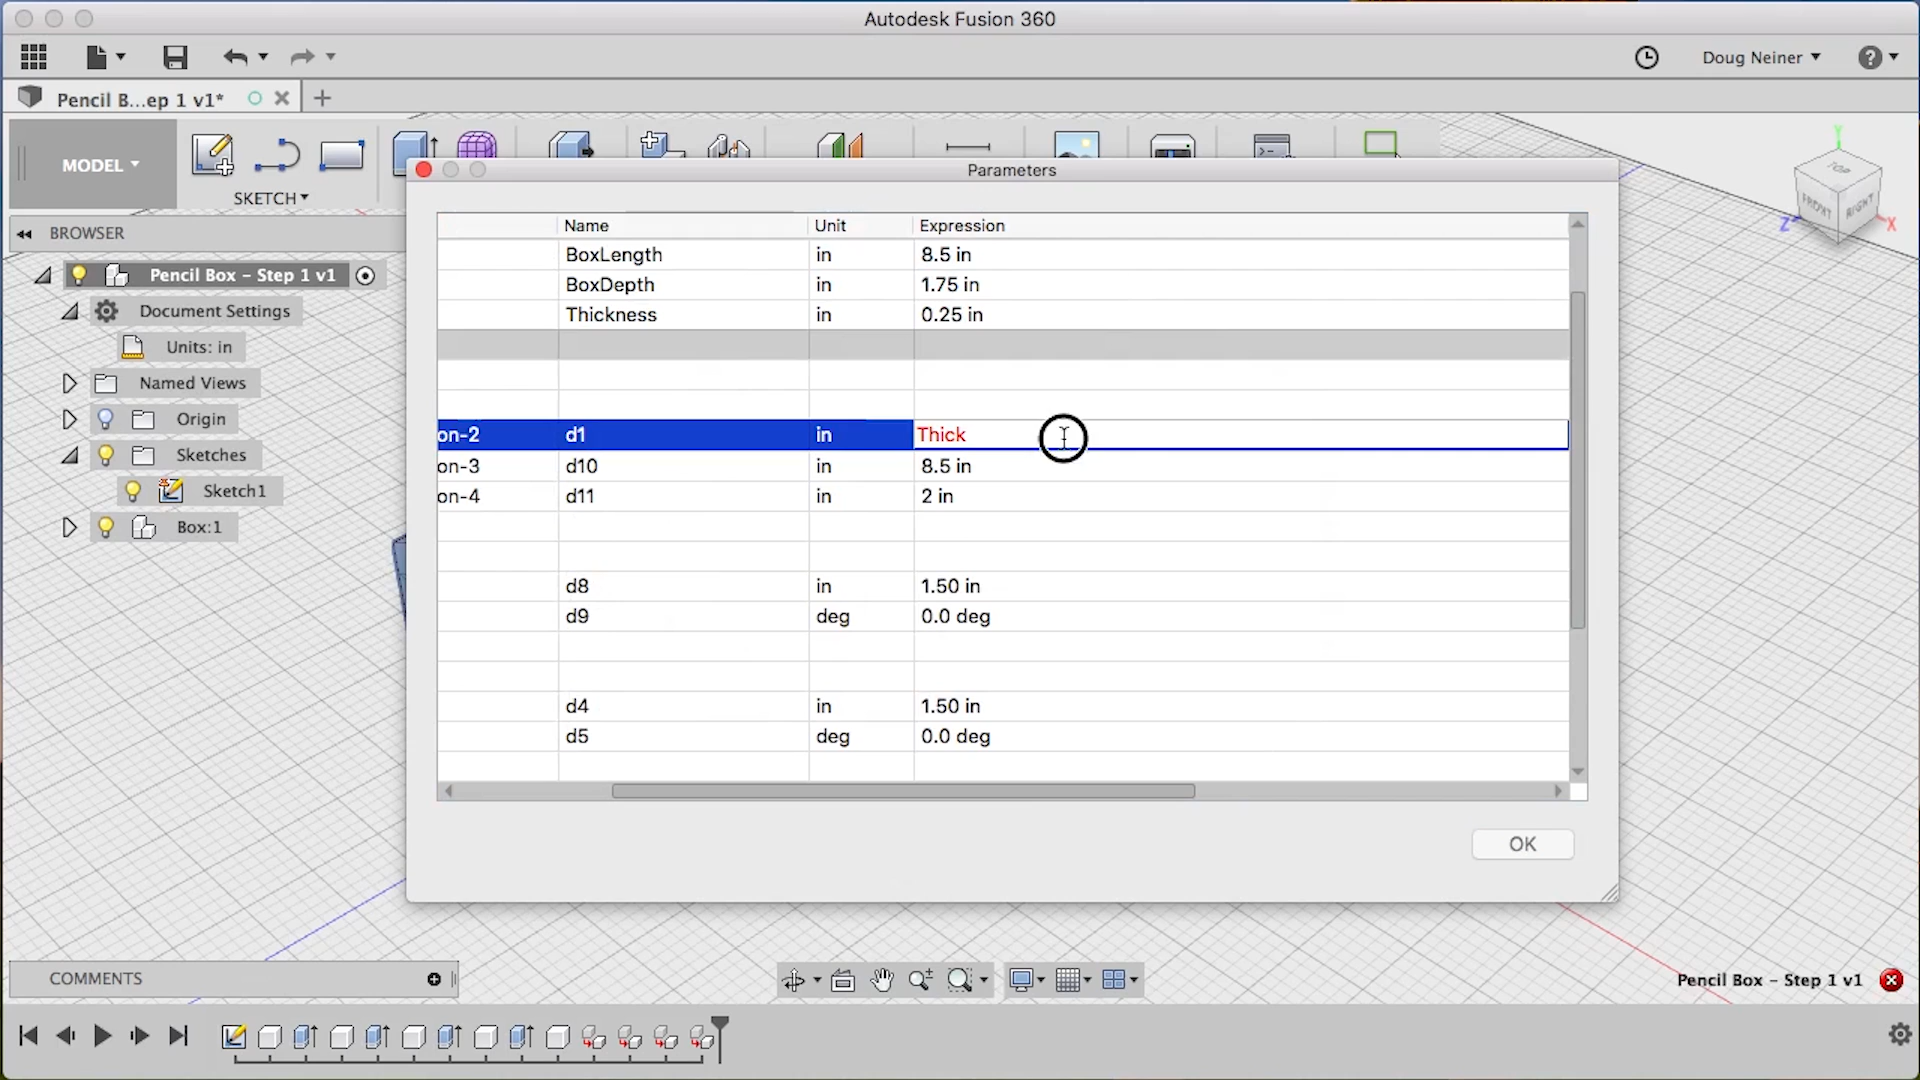 Autodesk Fusion 360
Doug Neiner
?
Pencil B...ep 1 v1*
MODEL
SKETCH
TOP
FRONT
RIGHT
Y
Z
X
Parameters
BROWSER
Pencil Box – Step 1 v1
Document Settings
Units: in
Named Views
Origin
Sketches
Sketch1
Box:1
Name Unit Expression
BoxLength in 8.5 in
BoxDepth in 1.75 in
Thickness in 0.25 in
on-2 d1 in Thick
on-3 d10 in 8.5 in
on-4 d11 in 2 in
d8 in 1.50 in
d9 deg 0.0 deg
d4 in 1.50 in
d5 deg 0.0 deg
OK
COMMENTS
Pencil Box – Step 1 v1